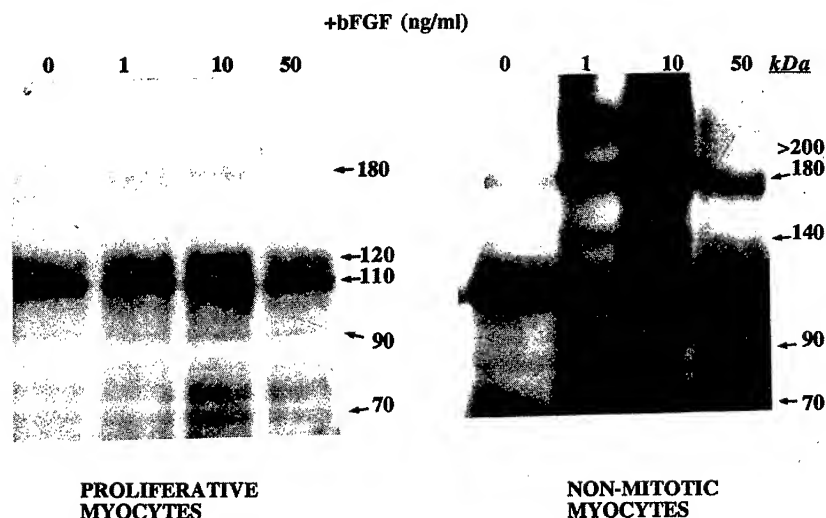 +bFGF (ng/ml)
0 1 10 50
0 1 10 50 kDa
180
120
110
90
70
>200
180
140
90
70
PROLIFERATIVE
MYOCYTES
NON-MITOTIC
MYOCYTES